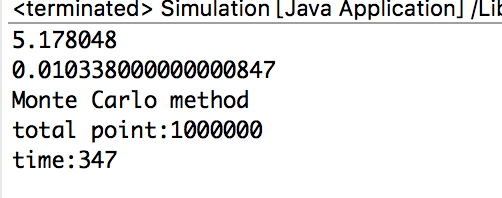 <terminated> Simulation [Java Application] /Lib
5.178048
0.010338000000000847
Monte Carlo method
total point:1000000
time:347